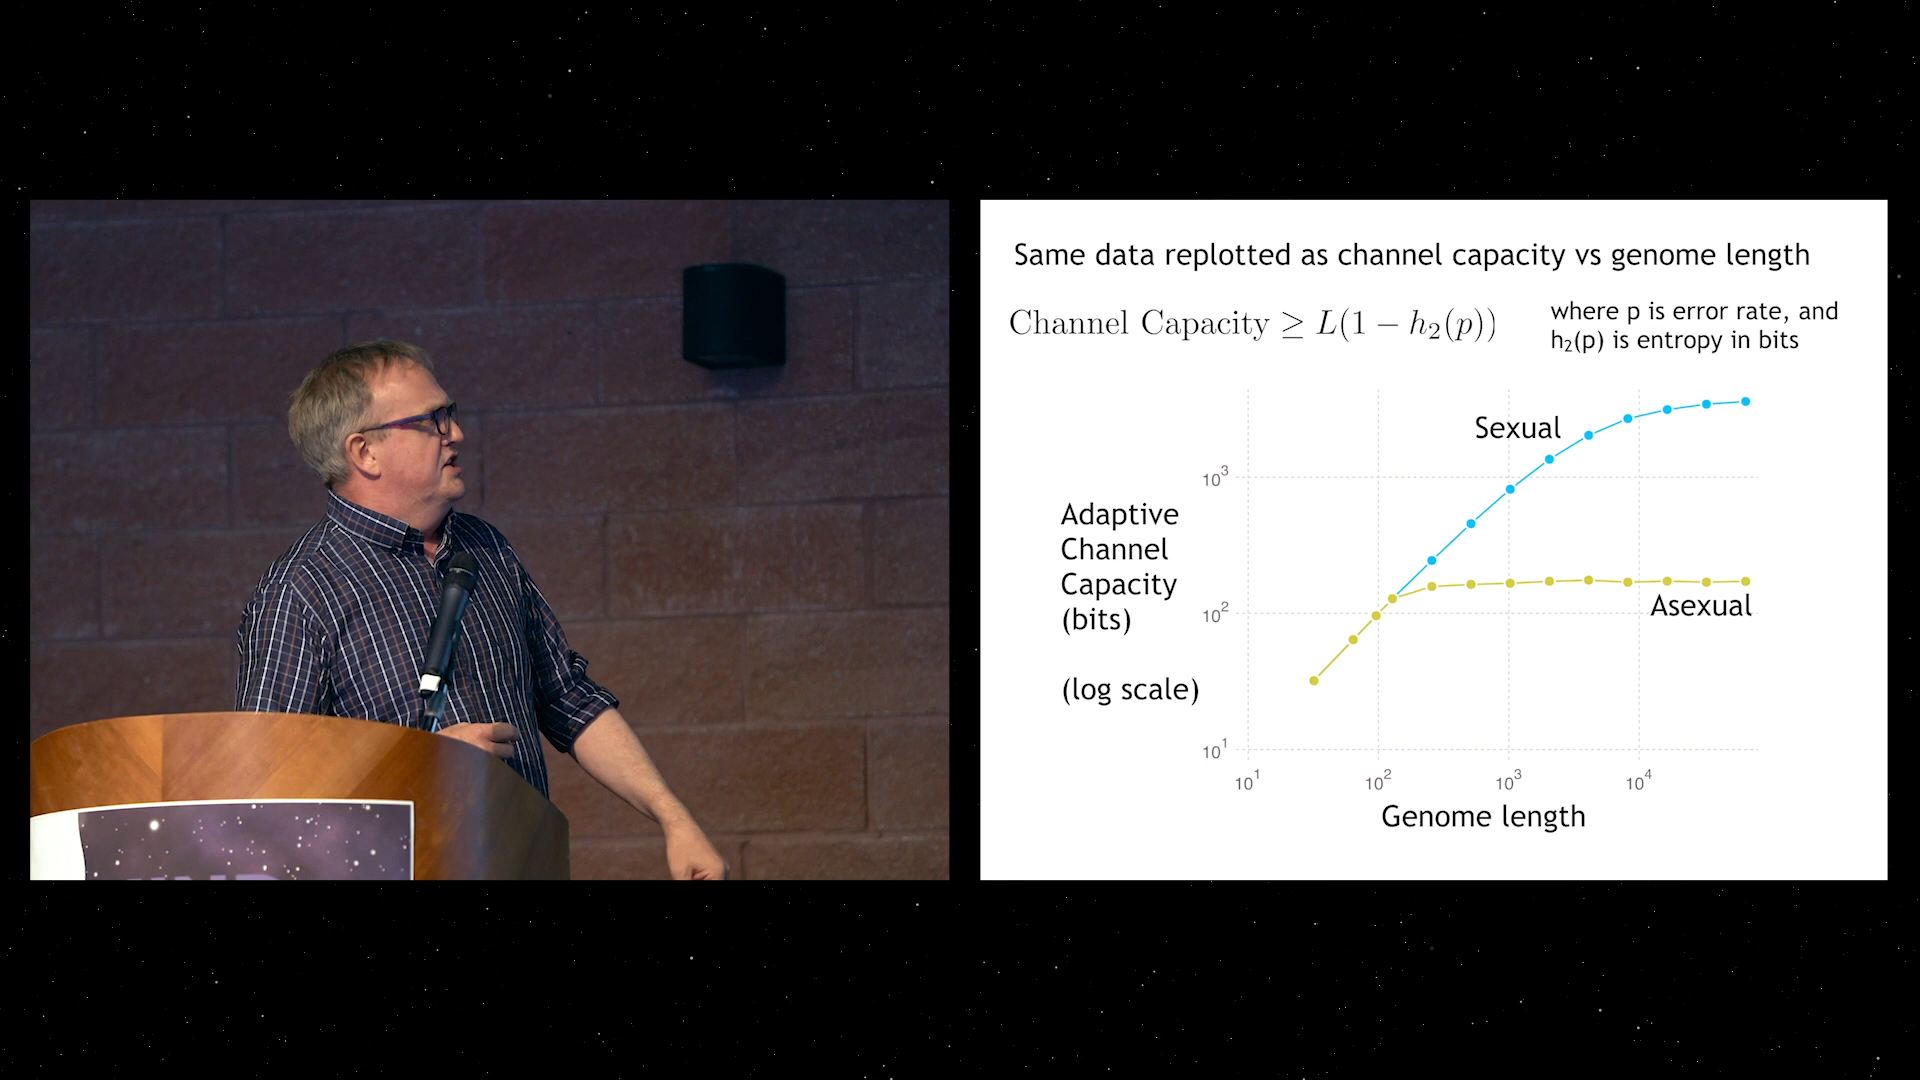 Same data replotted as channel capacity vs genome length
Channel Capacity ≥ L(1 − h₂(p))
where p is error rate, and
h₂(p) is entropy in bits
Sexual
10³
Adaptive
Channel
Capacity
(bits)
10²
Asexual
(log scale)
10¹
10¹ 10² 10³ 10⁴
Genome length